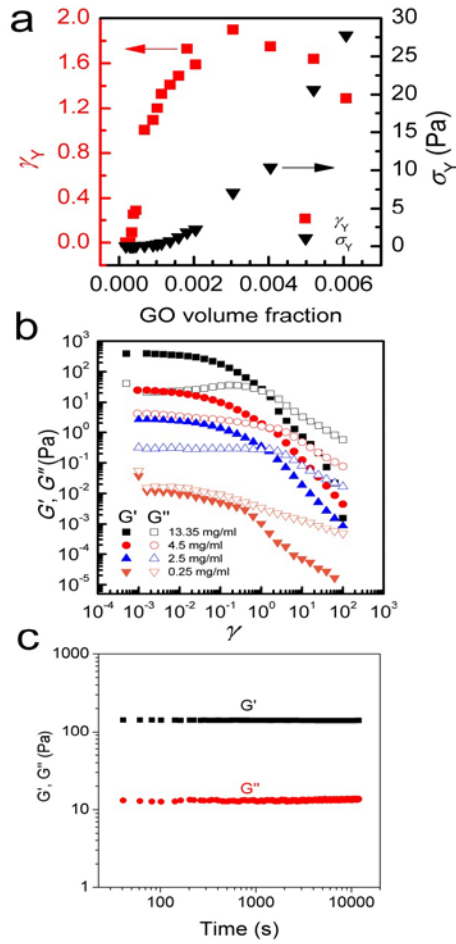 a
2.0
1.6
1.2
0.8
0.4
0.0
γY
30
25
20
15
10
5
0
σY (Pa)
γY
σY
0.000 0.002 0.004 0.006
GO volume fraction
b
10³
10²
10¹
10⁰
10⁻¹
10⁻²
10⁻³
10⁻⁴
10⁻⁵
G', G'' (Pa)
G' G''
13.35 mg/ml
4.5 mg/ml
2.5 mg/ml
0.25 mg/ml
10⁻⁴ 10⁻³ 10⁻² 10⁻¹ 10⁰ 10¹ 10² 10³
γ
c
1000
100
10
1
G', G'' (Pa)
G'
G''
100 1000 10000
Time (s)